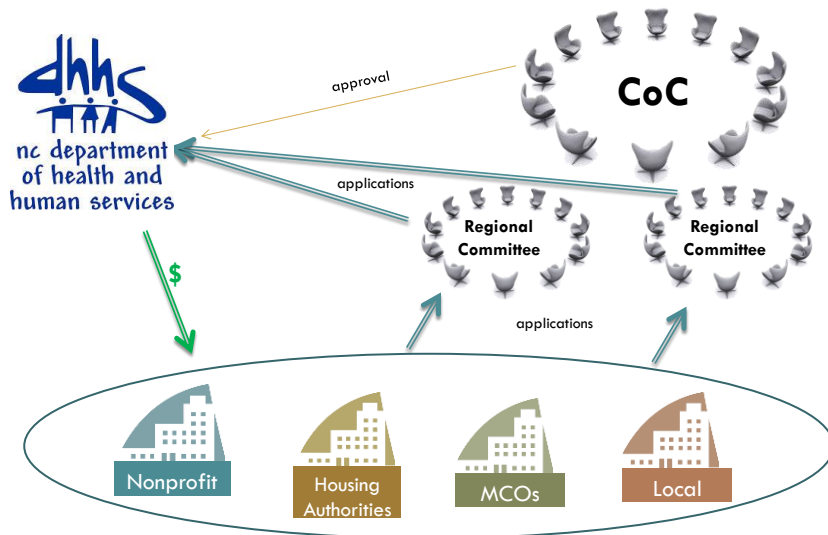 dhhs
nc department
of health and
human services
approval
CoC
applications
Regional
Committee
Regional
Committee
$
applications
Nonprofit
Housing
Authorities
MCOs
Local